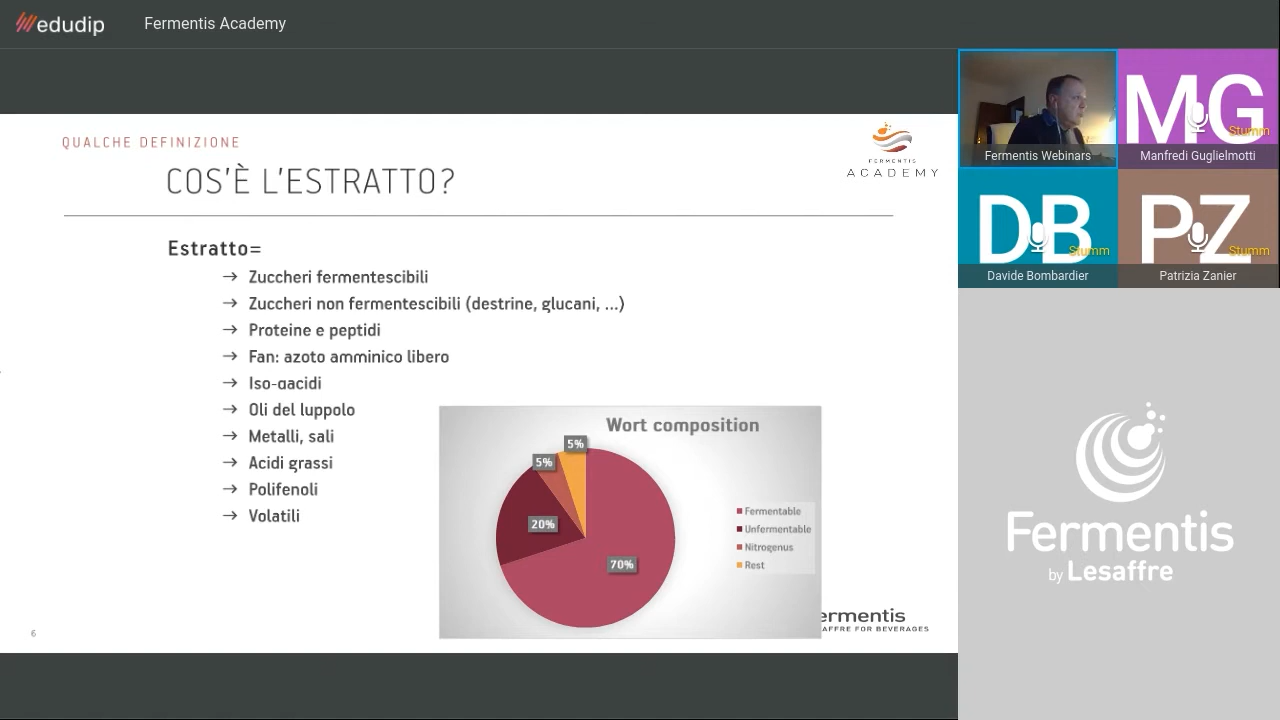 edudip
Fermentis Academy
QUALCHE DEFINIZIONE
COS'È L'ESTRATTO?
FERMENTIS
ACADEMY
Estratto=
→ Zuccheri fermentescibili
→ Zuccheri non fermentescibili (destrine, glucani, ...)
→ Proteine e peptidi
→ Fan: azoto amminico libero
→ Iso-αacidi
→ Oli del luppolo
→ Metalli, sali
→ Acidi grassi
→ Polifenoli
→ Volatili
Wort composition
5%
5%
20%
70%
Fermentable
Unfermentable
Nitrogenus
Rest
ermentis
AFFRE FOR BEVERAGES
6
Fermentis Webinars
MG
Stumm
Manfredi Guglielmotti
DB
Stumm
Davide Bombardier
PZ
Stumm
Patrizia Zanier
Fermentis
by Lesaffre